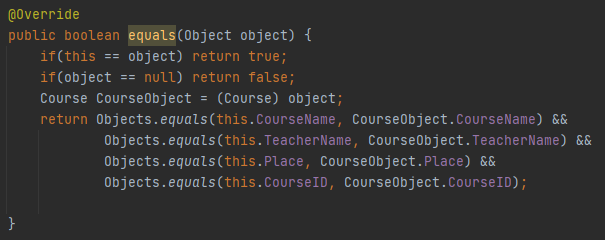 @Override
public boolean equals(Object object) {
if(this == object) return true;
if(object == null) return false;
Course CourseObject = (Course) object;
return Objects.equals(this.CourseName, CourseObject.CourseName) &&
Objects.equals(this.TeacherName, CourseObject.TeacherName) &&
Objects.equals(this.Place, CourseObject.Place) &&
Objects.equals(this.CourseID, CourseObject.CourseID);
}